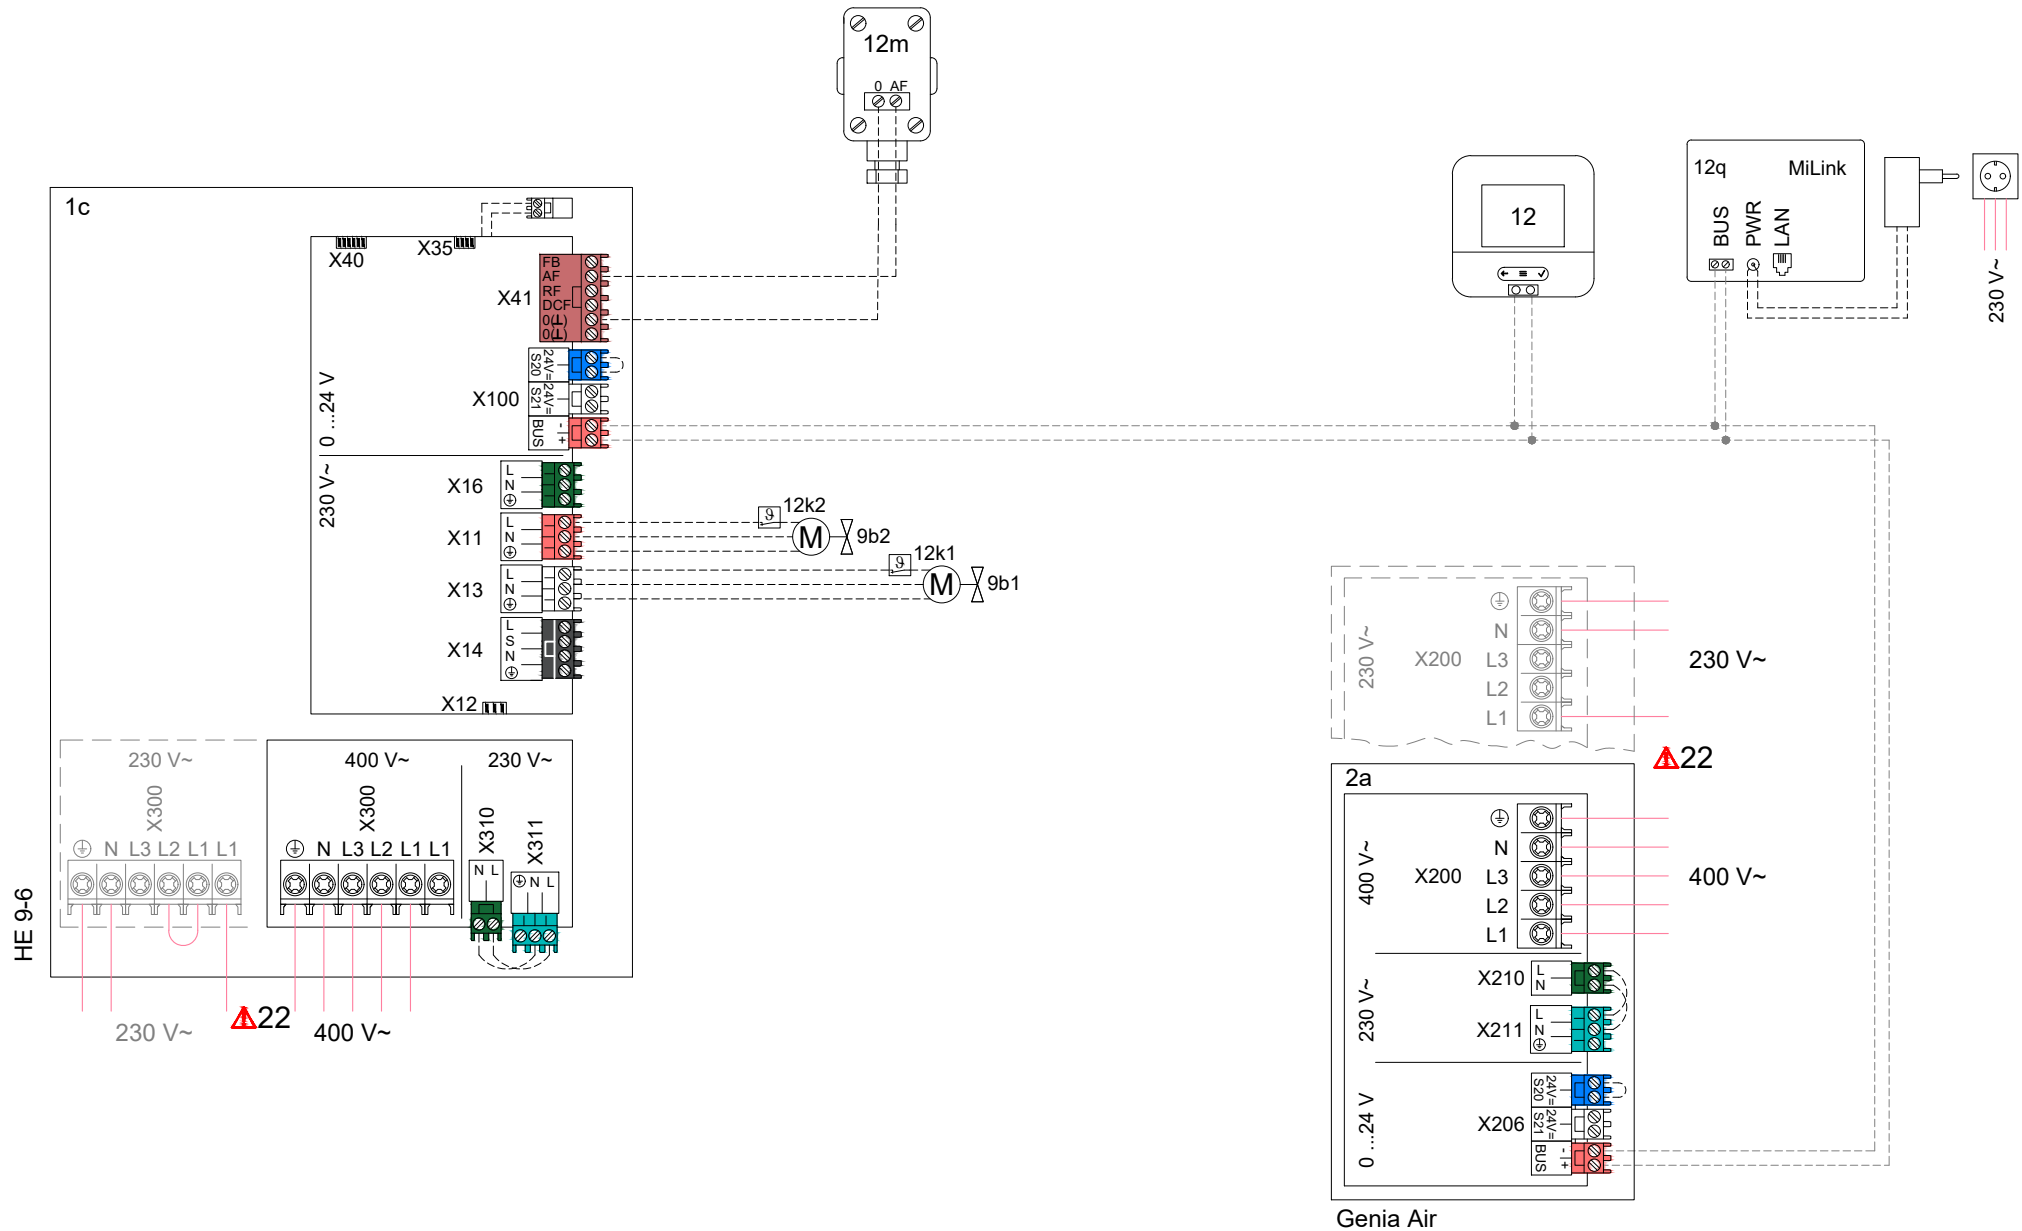 12m
0 AF
1c
X40
X35
FB
AF
RF
DCF
0(⊥)
0(⊥)
X41
24V=
S20
X100
24V=
S21
BUS
-
+
0 ...24 V
230 V~
X16
L
N
X11
L
N
X13
L
N
X14
L
S
N
X12
12k2
M
9b2
12k1
M
9b1
12
12q
MiLink
BUS
PWR
LAN
230 V~
230 V~
X300
N L3 L2 L1 L1
400 V~
X300
N L3 L2 L1 L1
230 V~
X310
N L
X311
N L
HE 9-6
230 V~
22
400 V~
230 V~
X200
N
L3
L2
L1
230 V~
22
2a
400 V~
X200
N
L3
L2
L1
400 V~
230 V~
X210
L
N
X211
L
N
0 ...24 V
24V=
S20
X206
24V=
S21
BUS
-
+
Genia Air